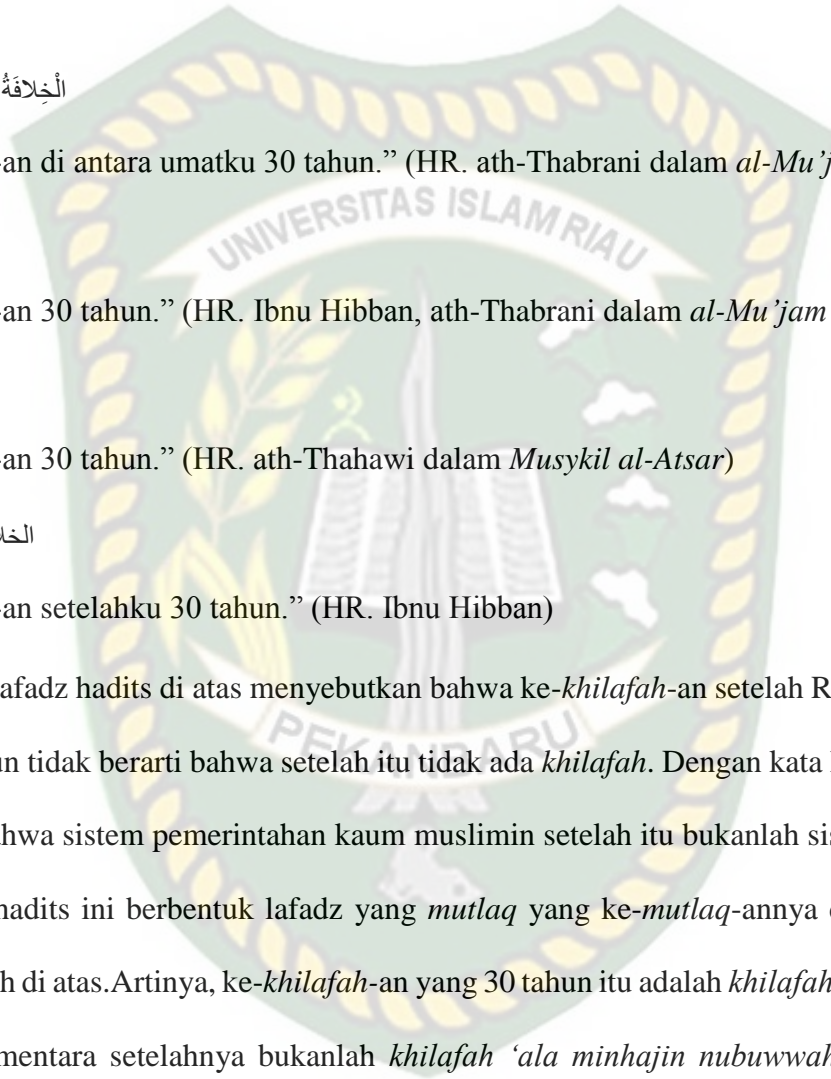 الْخِلافَةُ
-an di antara umatku 30 tahun.” (HR. ath-Thabrani dalam al-Mu’j
UNIVERSITAS ISLAM RIAU
-an 30 tahun.” (HR. Ibnu Hibban, ath-Thabrani dalam al-Mu’jam
-an 30 tahun.” (HR. ath-Thahawi dalam Musykil al-Atsar)
-an setelahku 30 tahun.” (HR. Ibnu Hibban)
afadz hadits di atas menyebutkan bahwa ke-khilafah-an setelah R
PEKANBARU
un tidak berarti bahwa setelah itu tidak ada khilafah. Dengan kata
ahwa sistem pemerintahan kaum muslimin setelah itu bukanlah sis
hadits ini berbentuk lafadz yang mutlaq yang ke-mutlaq-annya
h di atas.Artinya, ke-khilafah-an yang 30 tahun itu adalah khilafah
mentara setelahnya bukanlah khilafah ‘ala minhajin nubuwwah